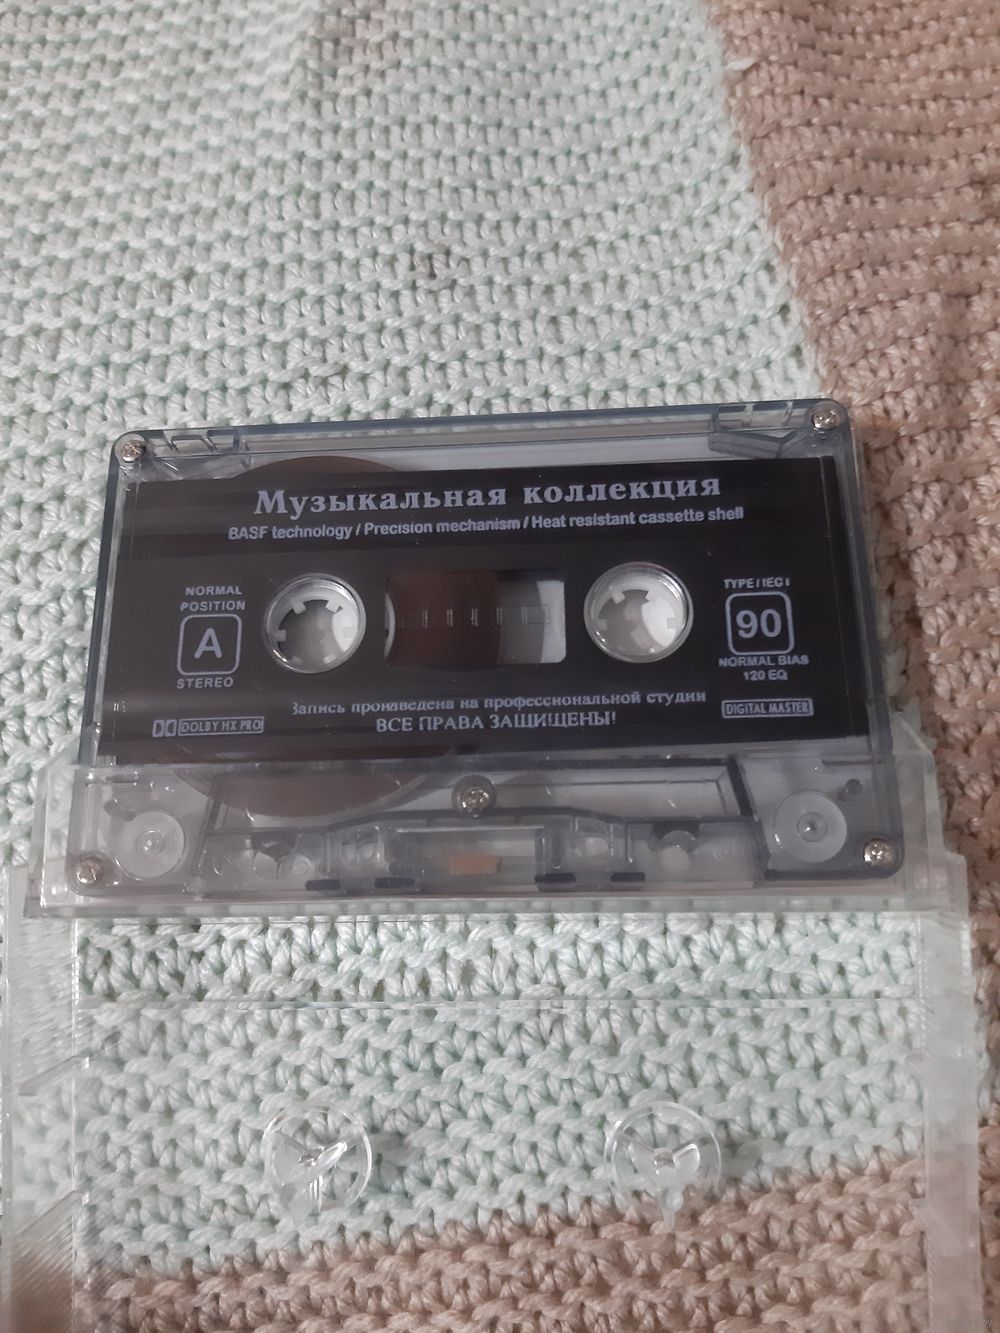 Музыкальная коллекция
BASF technology / Precision mechanism / Heat resistant cassette shell
NORMAL
POSITION
A
STEREO
TYPE I IEC I
90
NORMAL BIAS
120 EQ
Запись произведена на профессиональной студии
ВСЕ ПРАВА ЗАЩИЩЕНЫ!
DOLBY HX PRO
DIGITAL MASTER